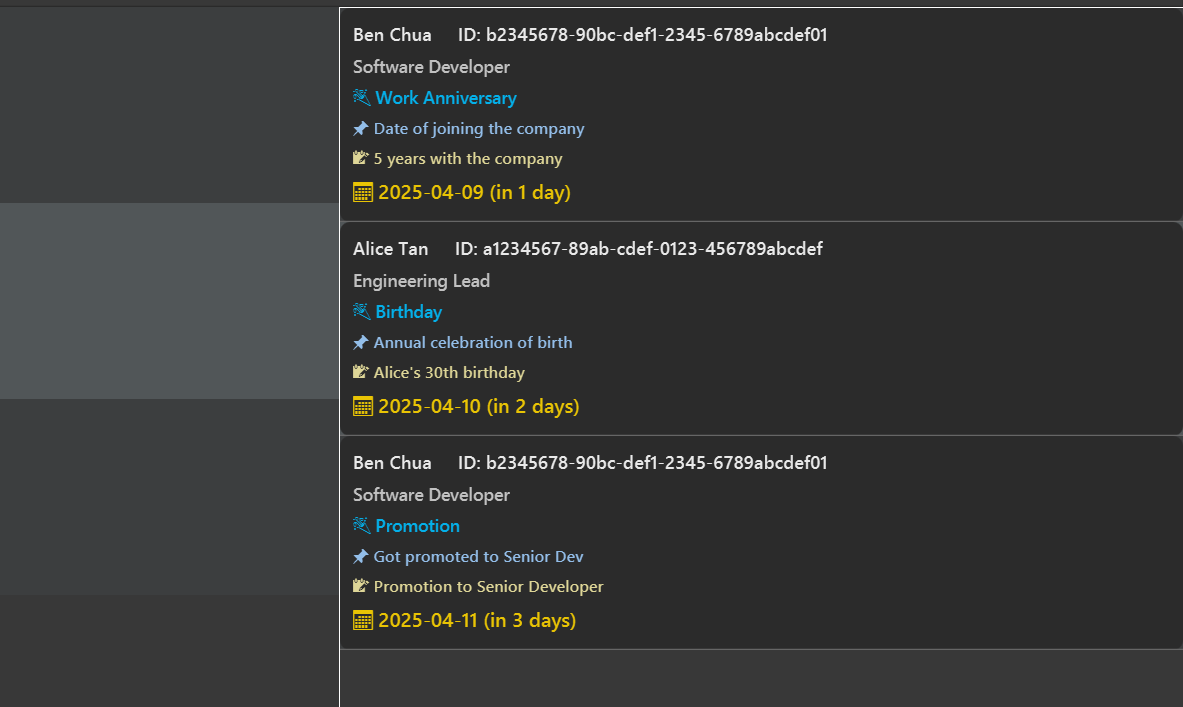 Ben Chua ID: b2345678-90bc-def1-2345-6789abcdef01
Software Developer
Work Anniversary
Date of joining the company
5 years with the company
2025-04-09 (in 1 day)
Alice Tan ID: a1234567-89ab-cdef-0123-456789abcdef
Engineering Lead
Birthday
Annual celebration of birth
Alice's 30th birthday
2025-04-10 (in 2 days)
Ben Chua ID: b2345678-90bc-def1-2345-6789abcdef01
Software Developer
Promotion
Got promoted to Senior Dev
Promotion to Senior Developer
2025-04-11 (in 3 days)